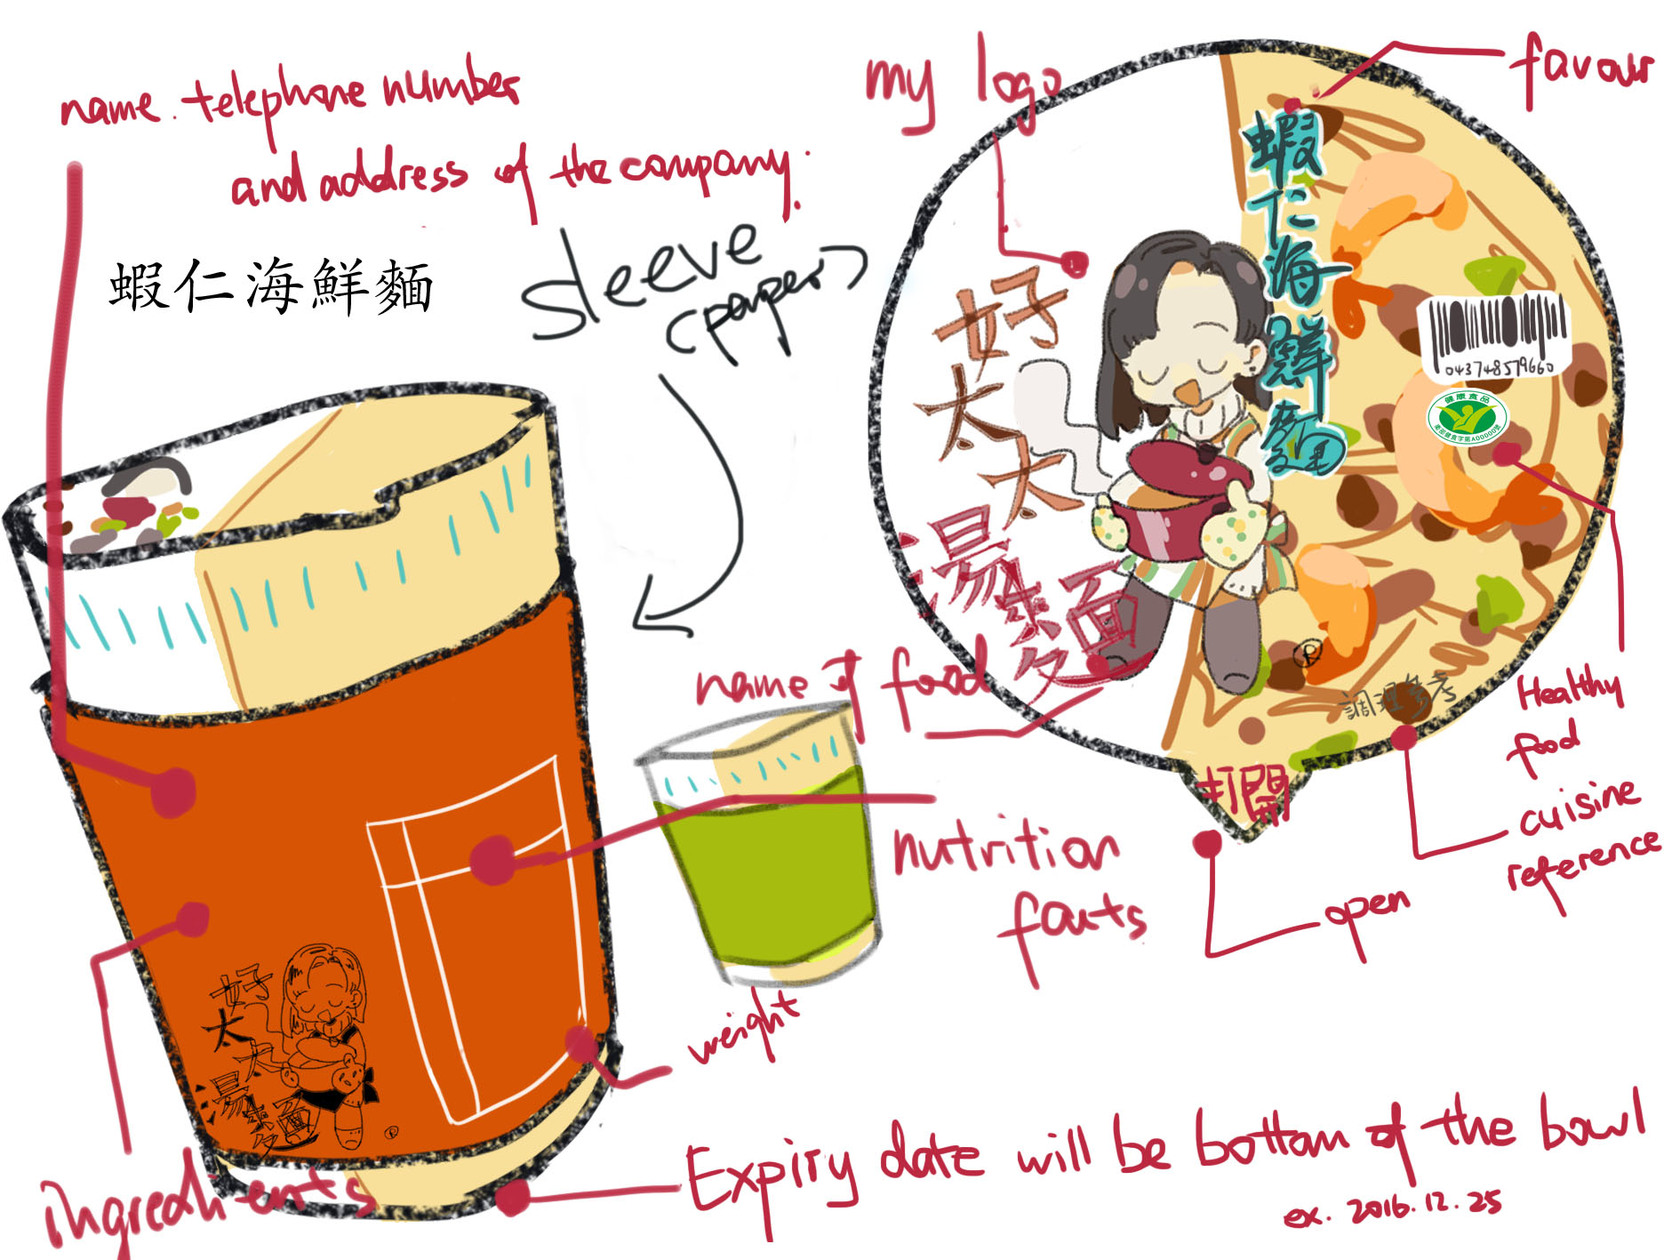 name. telephone number
and address of the company.
蝦仁海鮮麵
sleeve
(paper)
my logo
favour
蝦仁海鮮麵
好太太
湯麵
043748579660
健康食品
name of food
®
調理參考
打開
Healthy
food
cuisine
reference
open
nutrition
facts
weight
好太太
湯麵
®
ingredients
Expiry date will be bottom of the bowl
ex. 2016.12.25